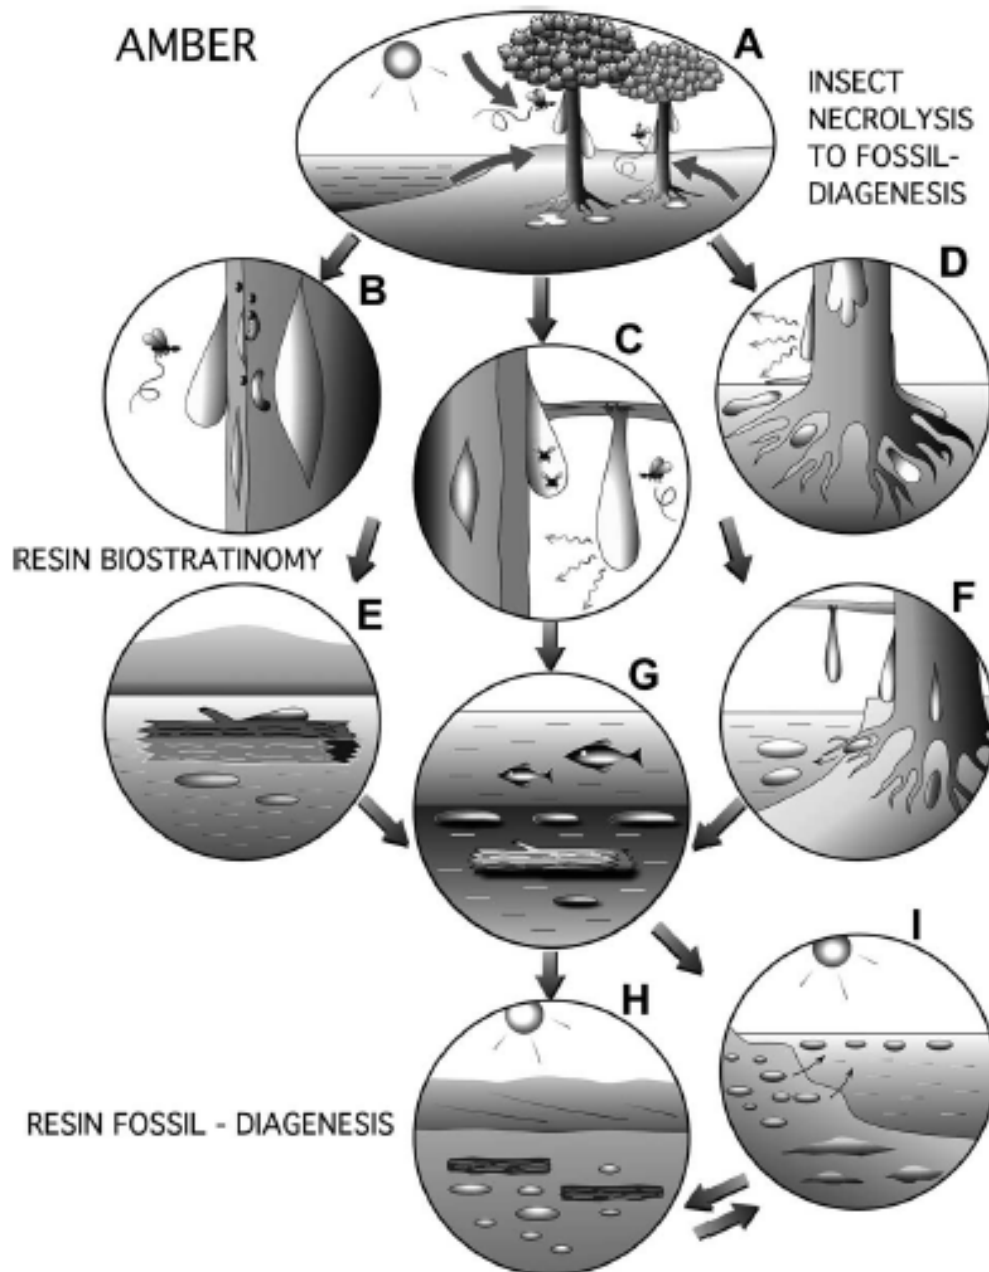 AMBER
A
INSECT
NECROLYSIS
TO FOSSIL-
DIAGENESIS
B
C
D
RESIN BIOSTRATINOMY
E
F
G
H
I
RESIN FOSSIL - DIAGENESIS